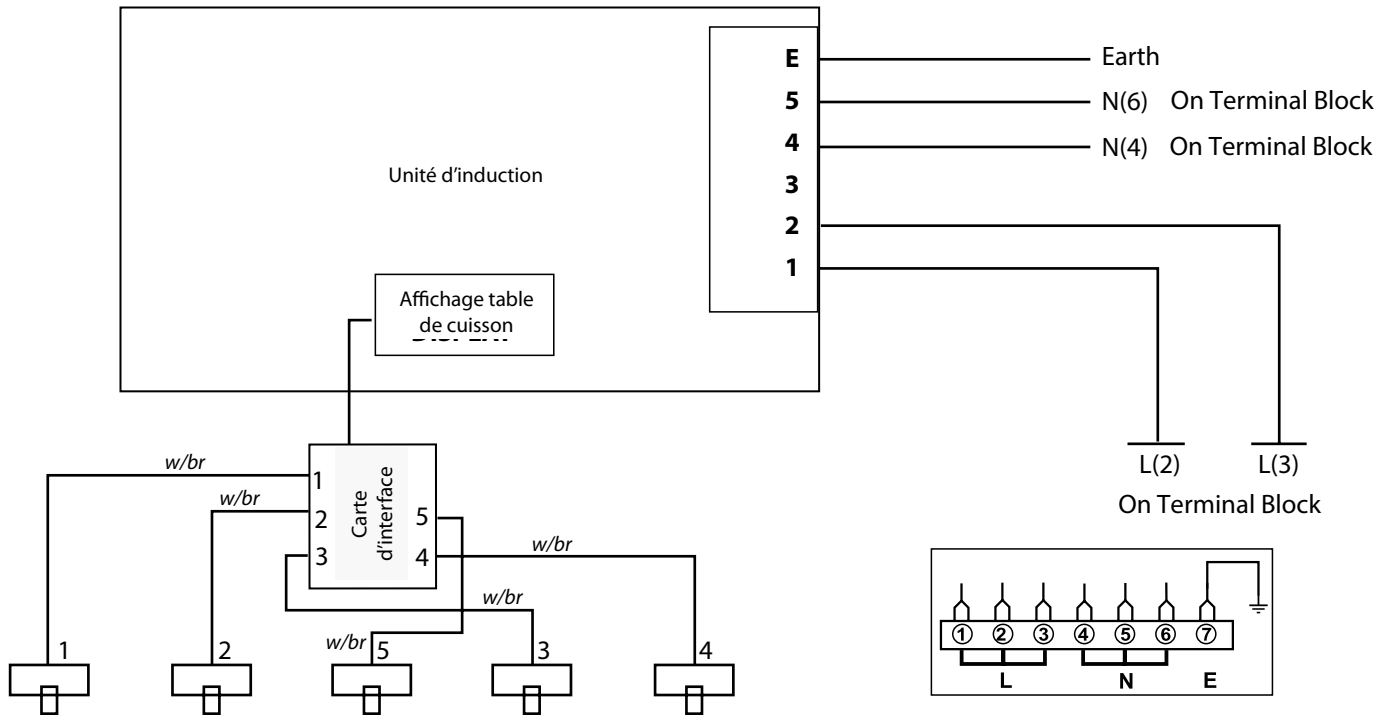 E
Earth
5
N(6) On Terminal Block
4
N(4) On Terminal Block
3
2
1
Unité d'induction
Affichage table
de cuisson
L(2)
L(3)
On Terminal Block
w/br
w/br
1
2
3
Carte
d'interface
5
4
w/br
w/br
w/br
1
2
5
3
4
1 2 3 4 5 6 7
L N E